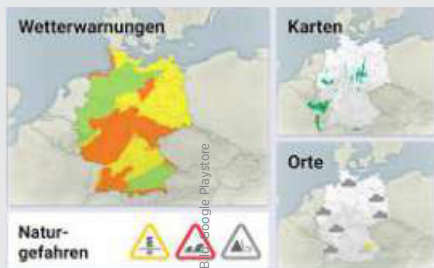 Wetterwarnungen
Karten
Orte
Natur-
gefahren
Bild: Google Playstore